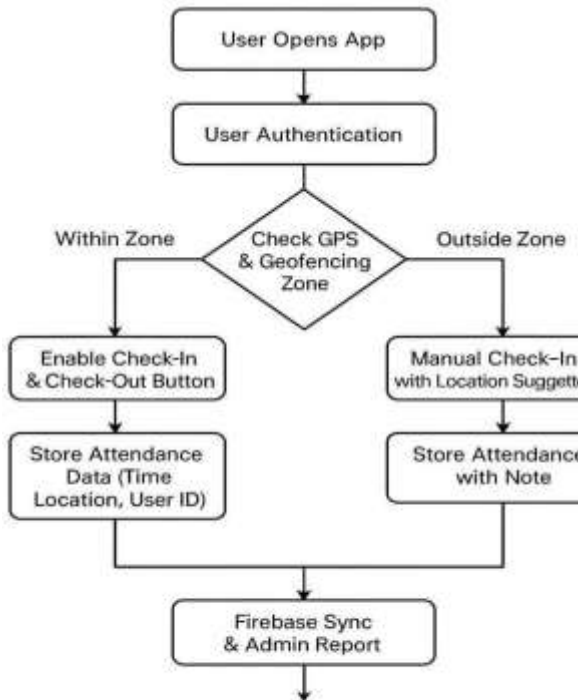 User Opens App
User Authentication
Within Zone
Check GPS
& Geofencing
Zone
Outside Zone
Enable Check-In
& Check-Out Button
Manual Check-In
with Location
Store Attendance
Data (Time
Location, User ID)
Store Attendance
with Note
Firebase Sync
& Admin Report